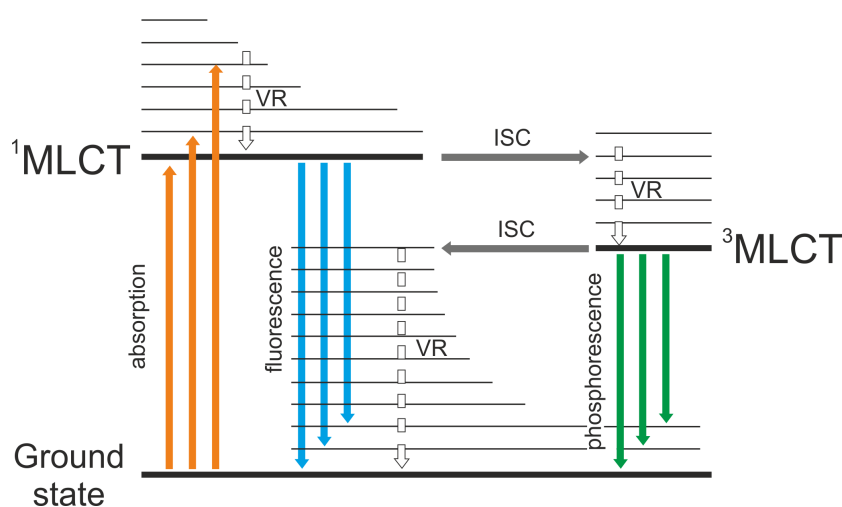 VR
¹MLCT
ISC
VR
ISC
³MLCT
absorption
fluorescence
VR
phosphorescence
Ground
state